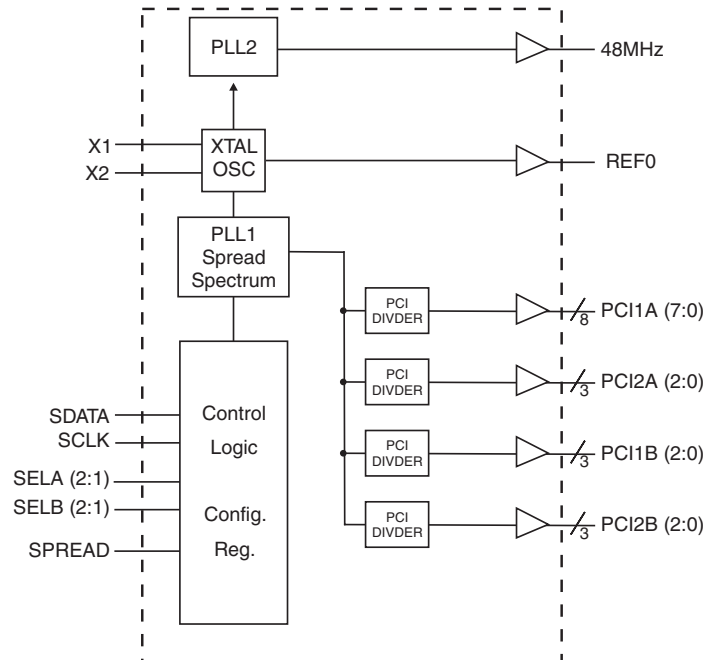 PLL2
48MHz
X1
X2
XTAL
OSC
REF0
PLL1
Spread
Spectrum
PCI
DIVDER
8
PCI1A (7:0)
PCI
DIVDER
3
PCI2A (2:0)
PCI
DIVDER
3
PCI1B (2:0)
PCI
DIVDER
3
PCI2B (2:0)
SDATA
SCLK
SELA (2:1)
SELB (2:1)
SPREAD
Control
Logic
Config.
Reg.